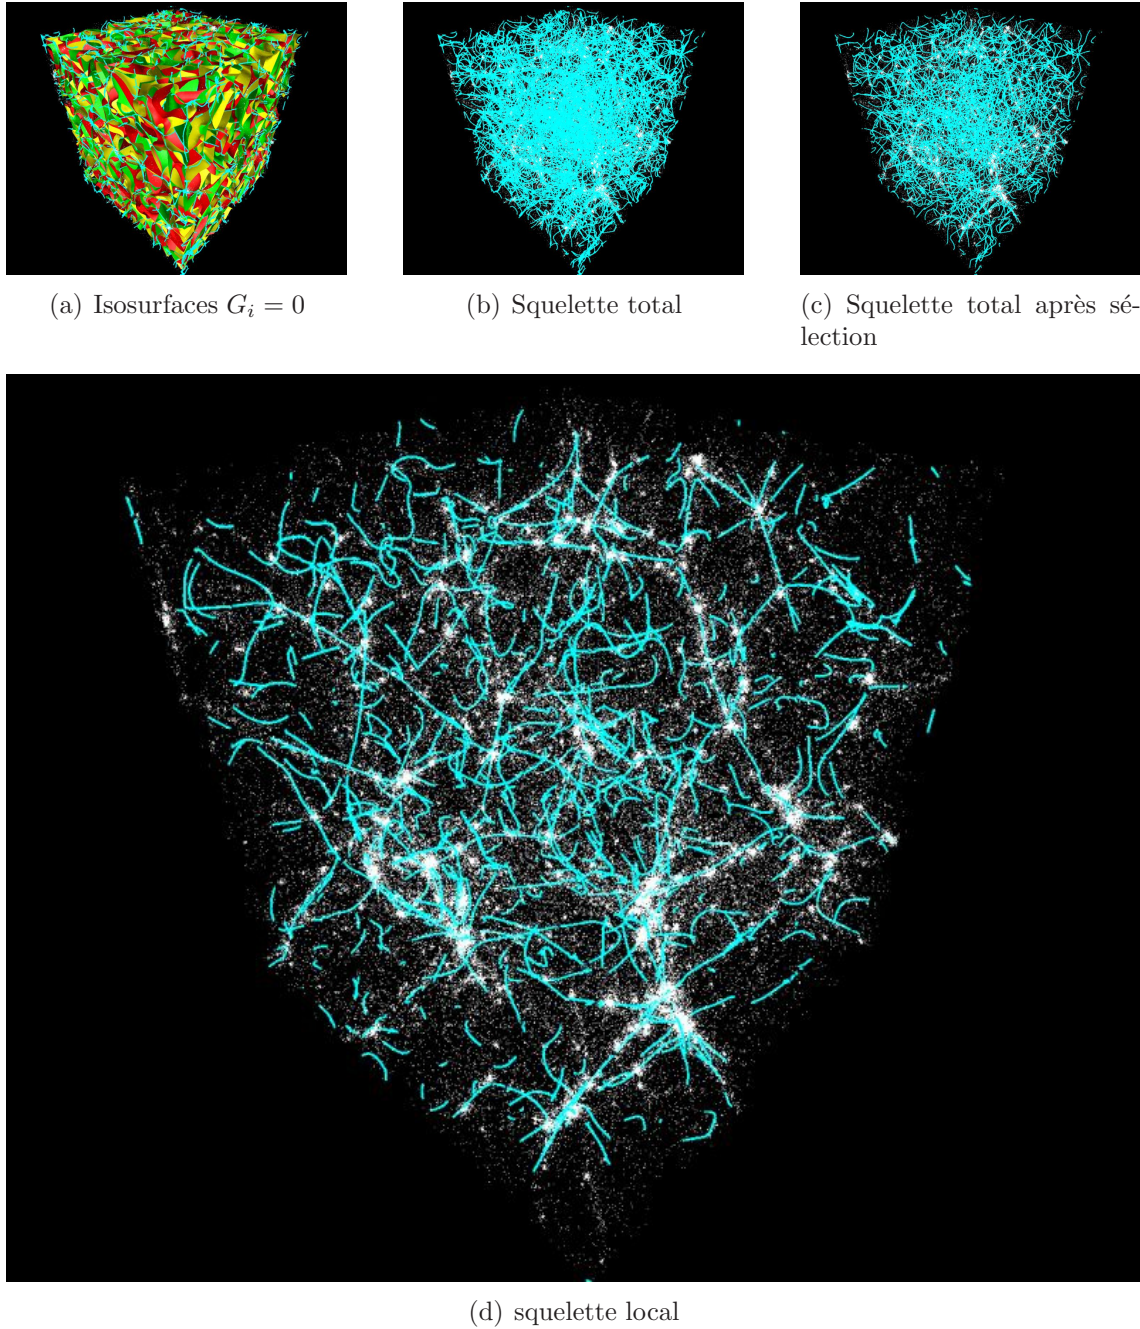 (a) Isosurfaces $G_i = 0$
(b) Squelette total
(c) Squelette total après sé-
lection
(d) squelette local